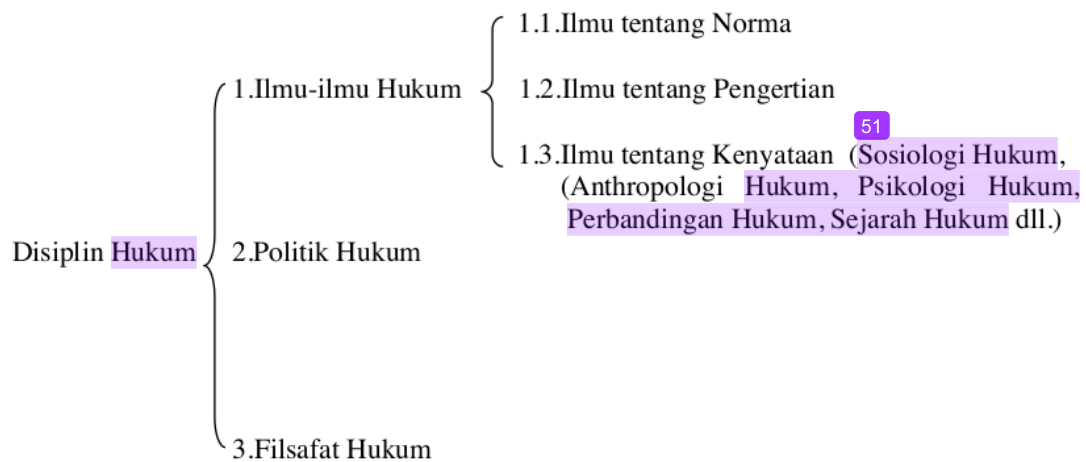 1.1.Ilmu tentang Norma
1.Ilmu-ilmu Hukum
1.2.Ilmu tentang Pengertian
51
1.3.Ilmu tentang Kenyataan (Sosiologi Hukum,
(Anthropologi Hukum, Psikologi Hukum,
Perbandingan Hukum, Sejarah Hukum dll.)
Disiplin Hukum
2.Politik Hukum
3.Filsafat Hukum